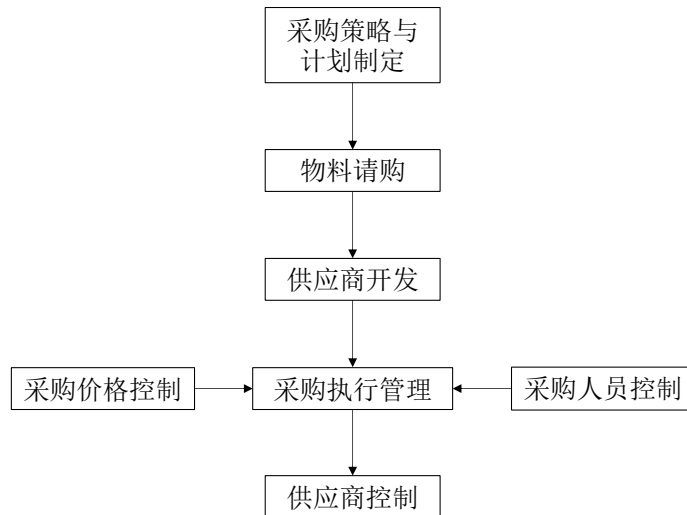 采购策略与
计划制定
物料请购
供应商开发
采购价格控制
采购执行管理
采购人员控制
供应商控制